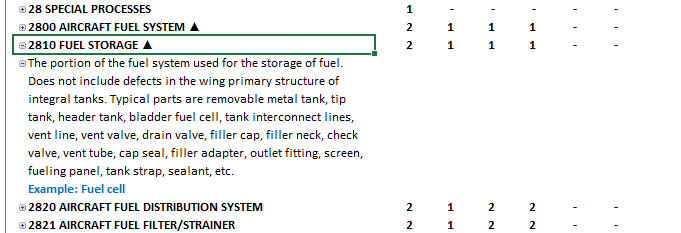 28 SPECIAL PROCESSES 1 - - - - -
2800 AIRCRAFT FUEL SYSTEM ▲ 2 1 1 1 - -
2810 FUEL STORAGE ▲ 2 1 1 1 - -
The portion of the fuel system used for the storage of fuel.
Does not include defects in the wing primary structure of
integral tanks. Typical parts are removable metal tank, tip
tank, header tank, bladder fuel cell, tank interconnect lines,
vent line, vent valve, drain valve, filler cap, filler neck, check
valve, vent tube, cap seal, filler adapter, outlet fitting, screen,
fueling panel, tank strap, sealant, etc.
Example: Fuel cell
2820 AIRCRAFT FUEL DISTRIBUTION SYSTEM 2 1 2 2 - -
2821 AIRCRAFT FUEL FILTER/STRAINER 2 1 2 2 - -